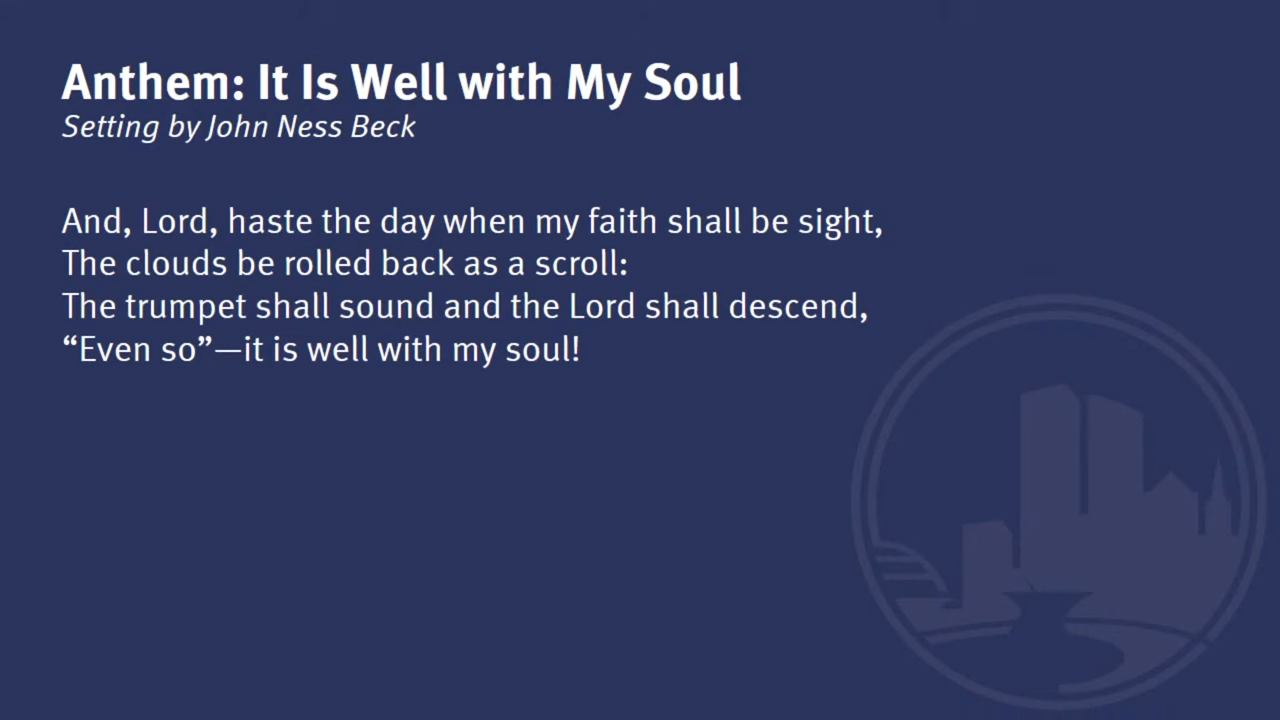 Anthem: It Is Well with My Soul
Setting by John Ness Beck
And, Lord, haste the day when my faith shall be sight,
The clouds be rolled back as a scroll:
The trumpet shall sound and the Lord shall descend,
“Even so”—it is well with my soul!